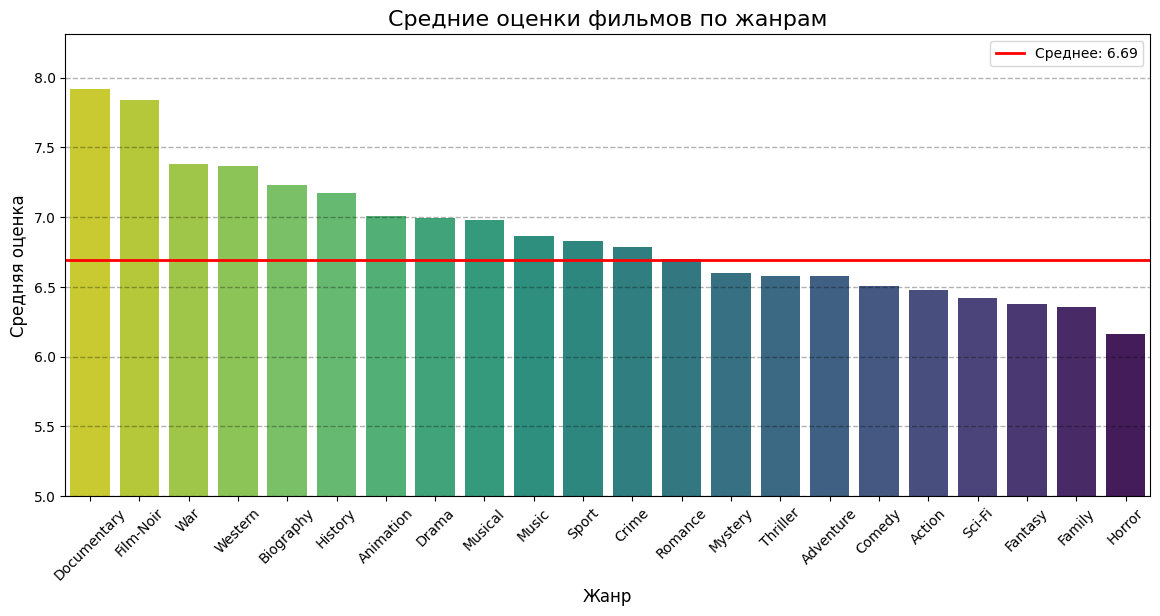 Средние оценки фильмов по жанрам
Среднее: 6.69
Средняя оценка
8.0
7.5
7.0
6.5
6.0
5.5
5.0
Documentary
Film-Noir
War
Western
Biography
History
Animation
Drama
Musical
Music
Sport
Crime
Romance
Mystery
Thriller
Adventure
Comedy
Action
Sci-Fi
Fantasy
Family
Horror
Жанр